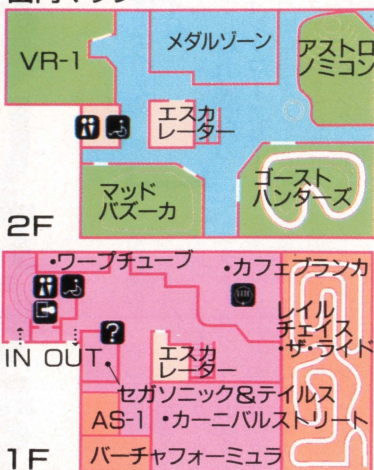 VR-1
メダルゾーン
アストロ
ノミコン
エスカ
レーター
マッド
バズーカ
ゴースト
ハンターズ
2F
•ワープチューブ
•カフェブランカ
?
レイル
チェイス
•ザ・ライド
IN OUT
エスカ
レーター
セガソニック&テイルス
AS-1
•カーニバルストリート
バーチャフォーミュラ
1F